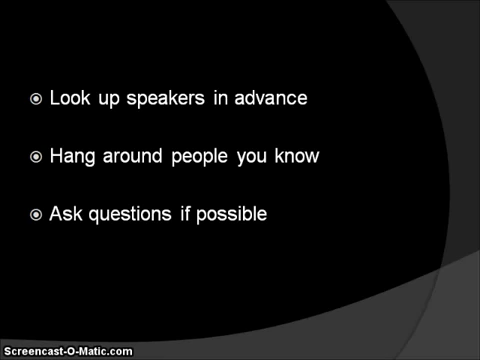 Look up speakers in advance
Hang around people you know
Ask questions if possible
Screencast-O-Matic.com